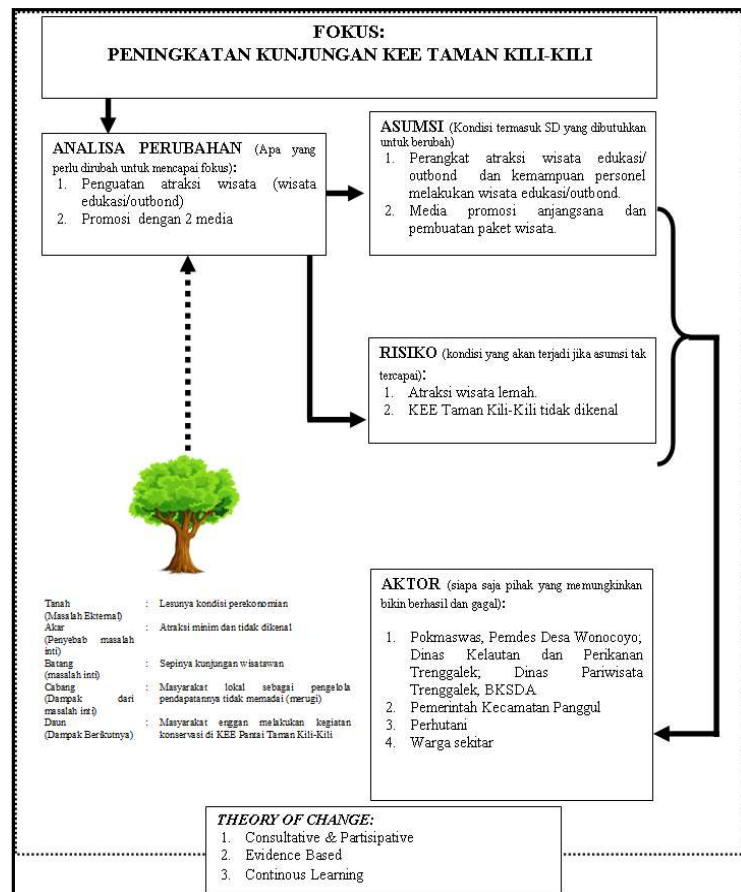 FOKUS:
PENINGKATAN KUNJUNGAN KEE TAMAN KILI-KILI
ANALISA PERUBAHAN (Apa yang
perlu dirubah untuk mencapai fokus):
1. Penguatan atraksi wisata (wisata
edukasi/outbond)
2. Promosi dengan 2 media
ASUMSI (Kondisi termasuk SD yang dibutuhkan
untuk berubah)
1. Perangkat atraksi wisata edukasi/
outbond dan kemampuan personel
melakukan wisata edukasi/outbond.
2. Media promosi anjangsana dan
pembuatan paket wisata.
RISIKO (kondisi yang akan terjadi jika asumsi tak
tercapai):
1. Atraksi wisata lemah.
2. KEE Taman Kili-Kili tidak dikenal
Tanah : Lesunya kondisi perekonomian
(Masalah Ekternal)
Akar : Atraksi minim dan tidak dikenal
(Penyebab masalah
inti)
Batang : Sepinya kunjungan wisatawan
(masalah inti)
Cabang : Masyarakat lokal sebagai pengelola
(Dampak dari pendapatannya tidak memadai (merugi)
masalah inti)
Daun : Masyarakat enggan melakukan kegiatan
(Dampak Berikutnya) konservasi di KEE Pantai Taman Kili-Kili
AKTOR (siapa saja pihak yang memungkinkan
bikin berhasil dan gagal):
1. Pokmaswas, Pemdes Desa Wonocoyo;
Dinas Kelautan dan Perikanan
Trenggalek; Dinas Pariwisata
Trenggalek, BKSDA
2. Pemerintah Kecamatan Panggul
3. Perhutani
4. Warga sekitar
THEORY OF CHANGE:
1. Consultative & Partisipative
2. Evidence Based
3. Continous Learning